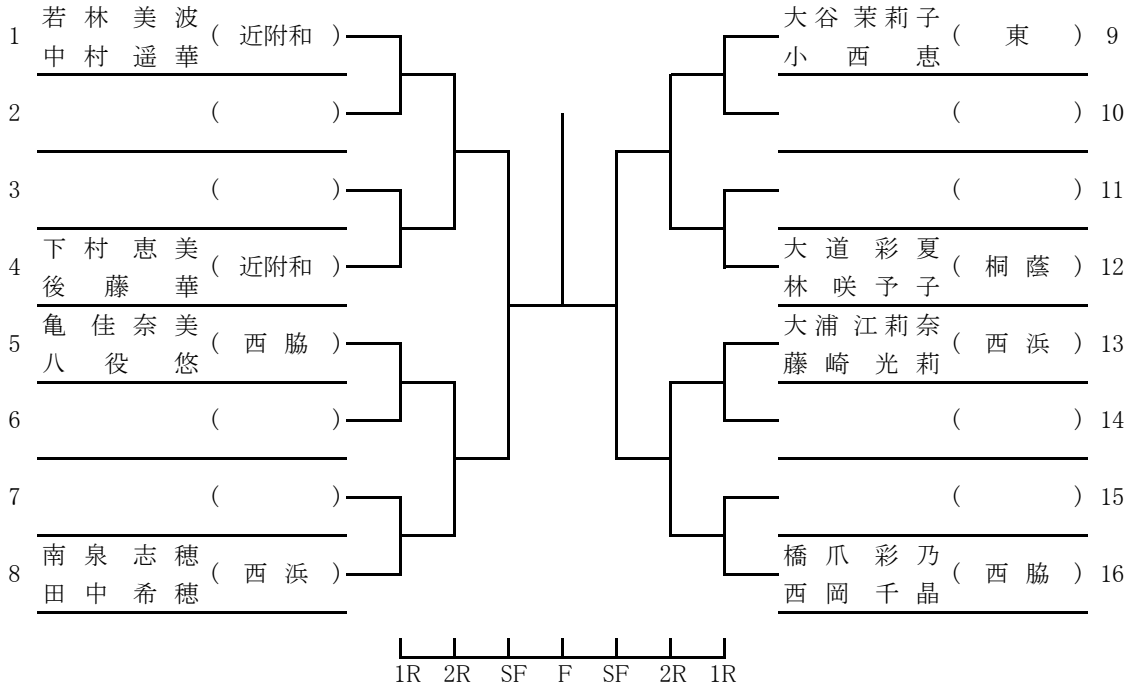 1 若林美波 中村遥華 (近附和)
2 ( )
3 ( )
4 下村恵美 後藤華 (近附和)
5 亀佳奈美 八役悠 (西脇)
6 ( )
7 ( )
8 南泉志穂 田中希穂 (西浜)
大谷茉莉子 小西恵 (東) 9
( ) 10
( ) 11
大道彩夏 林咲予子 (桐蔭) 12
大浦江莉奈 藤崎光莉 (西浜) 13
( ) 14
( ) 15
橋爪彩乃 西岡千晶 (西脇) 16
1R 2R SF F SF 2R 1R